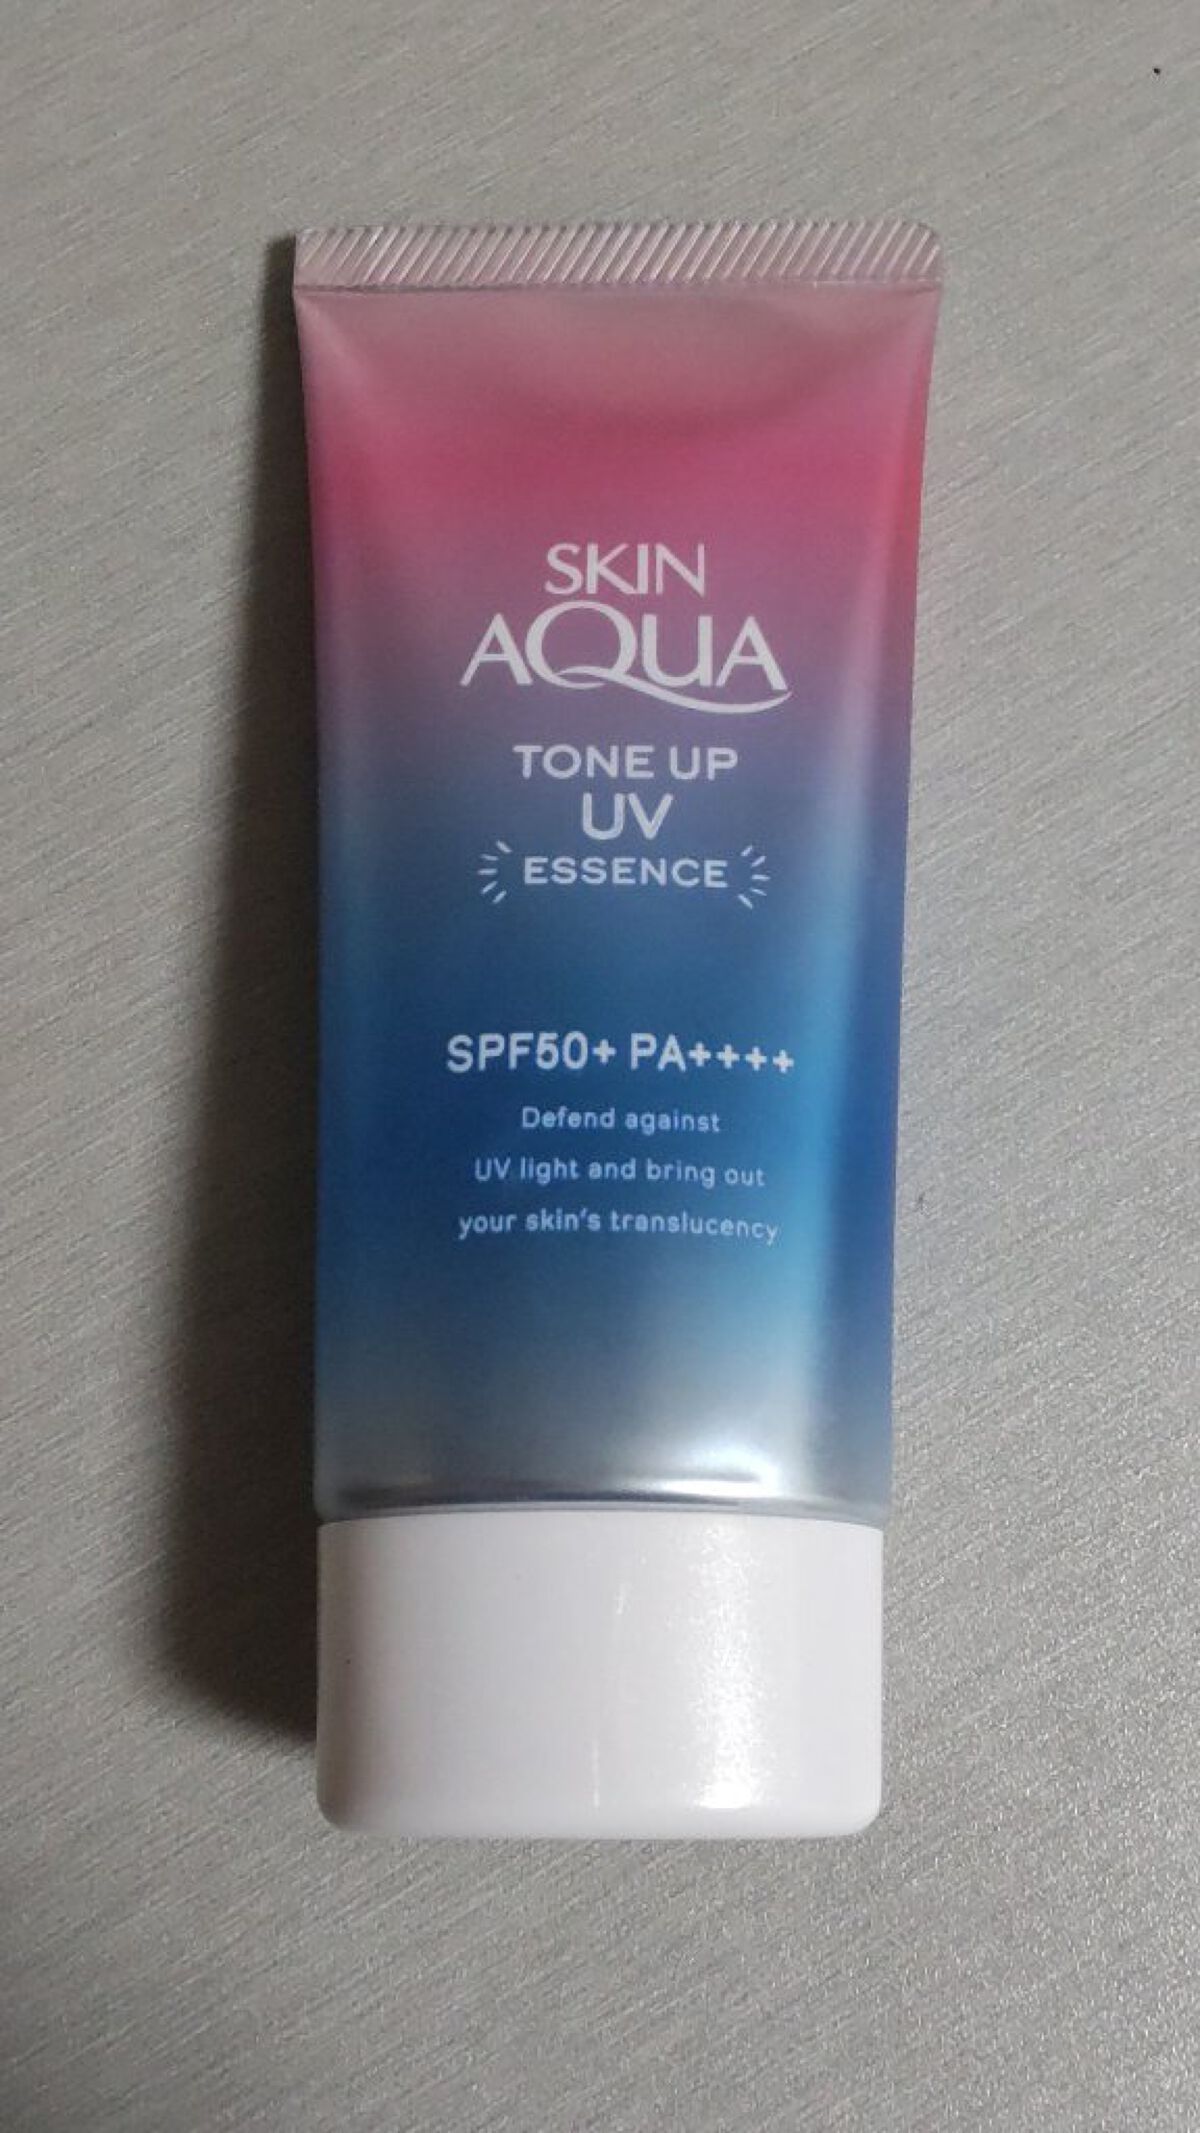 SKIN
AQUA
TONE UP
UV
ESSENCE
SPF50+ PA++++
Defend against
UV light and bring out
your skin's translucency